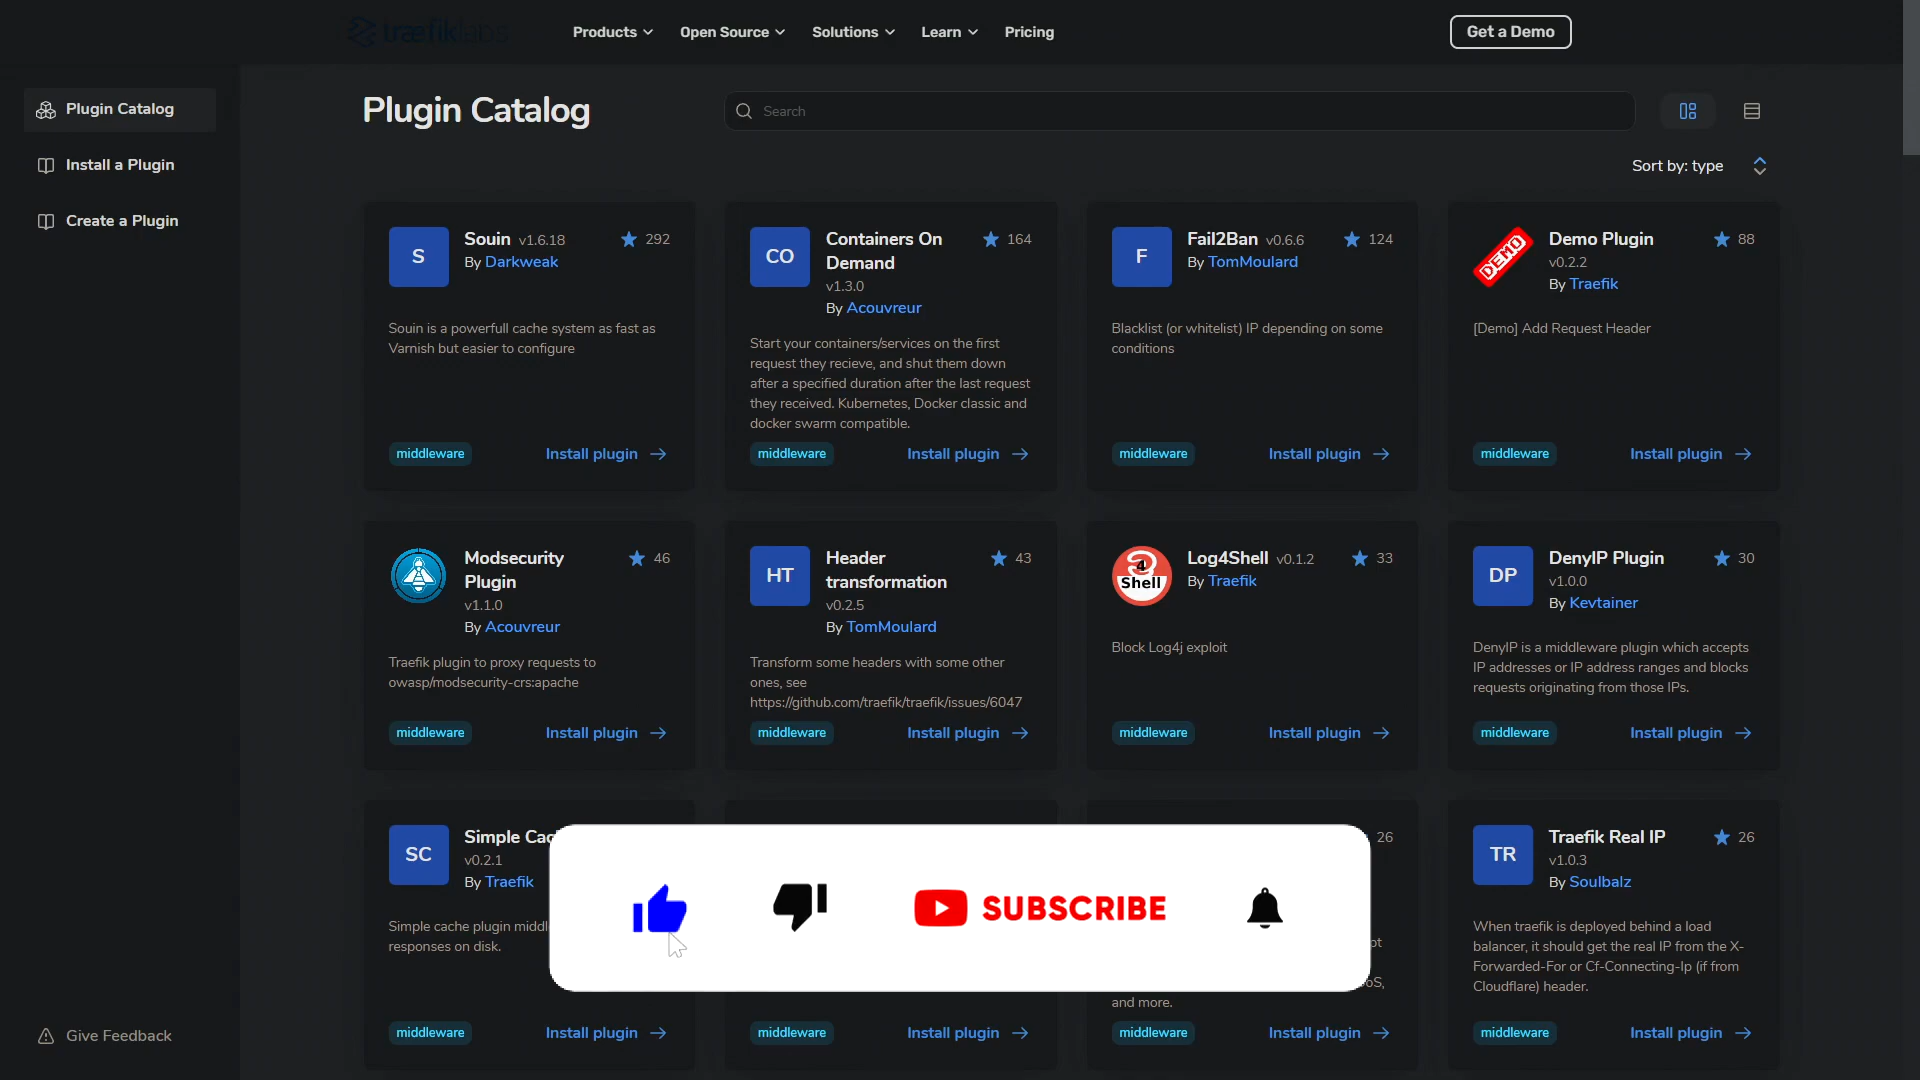 traefiklabs
Products
Open Source
Solutions
Learn
Pricing
Get a Demo
Plugin Catalog
Install a Plugin
Create a Plugin
Give Feedback
Plugin Catalog
Search
Sort by: type
S
Souin v1.6.18
292
By Darkweak
Souin is a powerfull cache system as fast as
Varnish but easier to configure
middleware
Install plugin
CO
Containers On
Demand
164
v1.3.0
By Acouvreur
Start your containers/services on the first
request they recieve, and shut them down
after a specified duration after the last request
they received. Kubernetes, Docker classic and
docker swarm compatible.
middleware
Install plugin
F
Fail2Ban v0.6.6
124
By TomMoulard
Blacklist (or whitelist) IP depending on some
conditions
middleware
Install plugin
DEMO
Demo Plugin
88
v0.2.2
By Traefik
[Demo] Add Request Header
middleware
Install plugin
Modsecurity
Plugin
46
v1.1.0
By Acouvreur
Traefik plugin to proxy requests to
owasp/modsecurity-crs:apache
middleware
Install plugin
HT
Header
transformation
43
v0.2.5
By TomMoulard
Transform some headers with some other
ones, see
https://github.com/traefik/traefik/issues/6047
middleware
Install plugin
4
Shell
Log4Shell v0.1.2
33
By Traefik
Block Log4j exploit
middleware
Install plugin
DP
DenyIP Plugin
30
v1.0.0
By Kevtainer
DenyIP is a middleware plugin which accepts
IP addresses or IP address ranges and blocks
requests originating from those IPs.
middleware
Install plugin
SC
Simple Cac
v0.2.1
By Traefik
Simple cache plugin middl
responses on disk.
middleware
Install plugin
SUBSCRIBE
middleware
Install plugin
26
pt
oS,
and more.
middleware
Install plugin
TR
Traefik Real IP
26
v1.0.3
By Soulbalz
When traefik is deployed behind a load
balancer, it should get the real IP from the X-
Forwarded-For or Cf-Connecting-Ip (if from
Cloudflare) header.
middleware
Install plugin